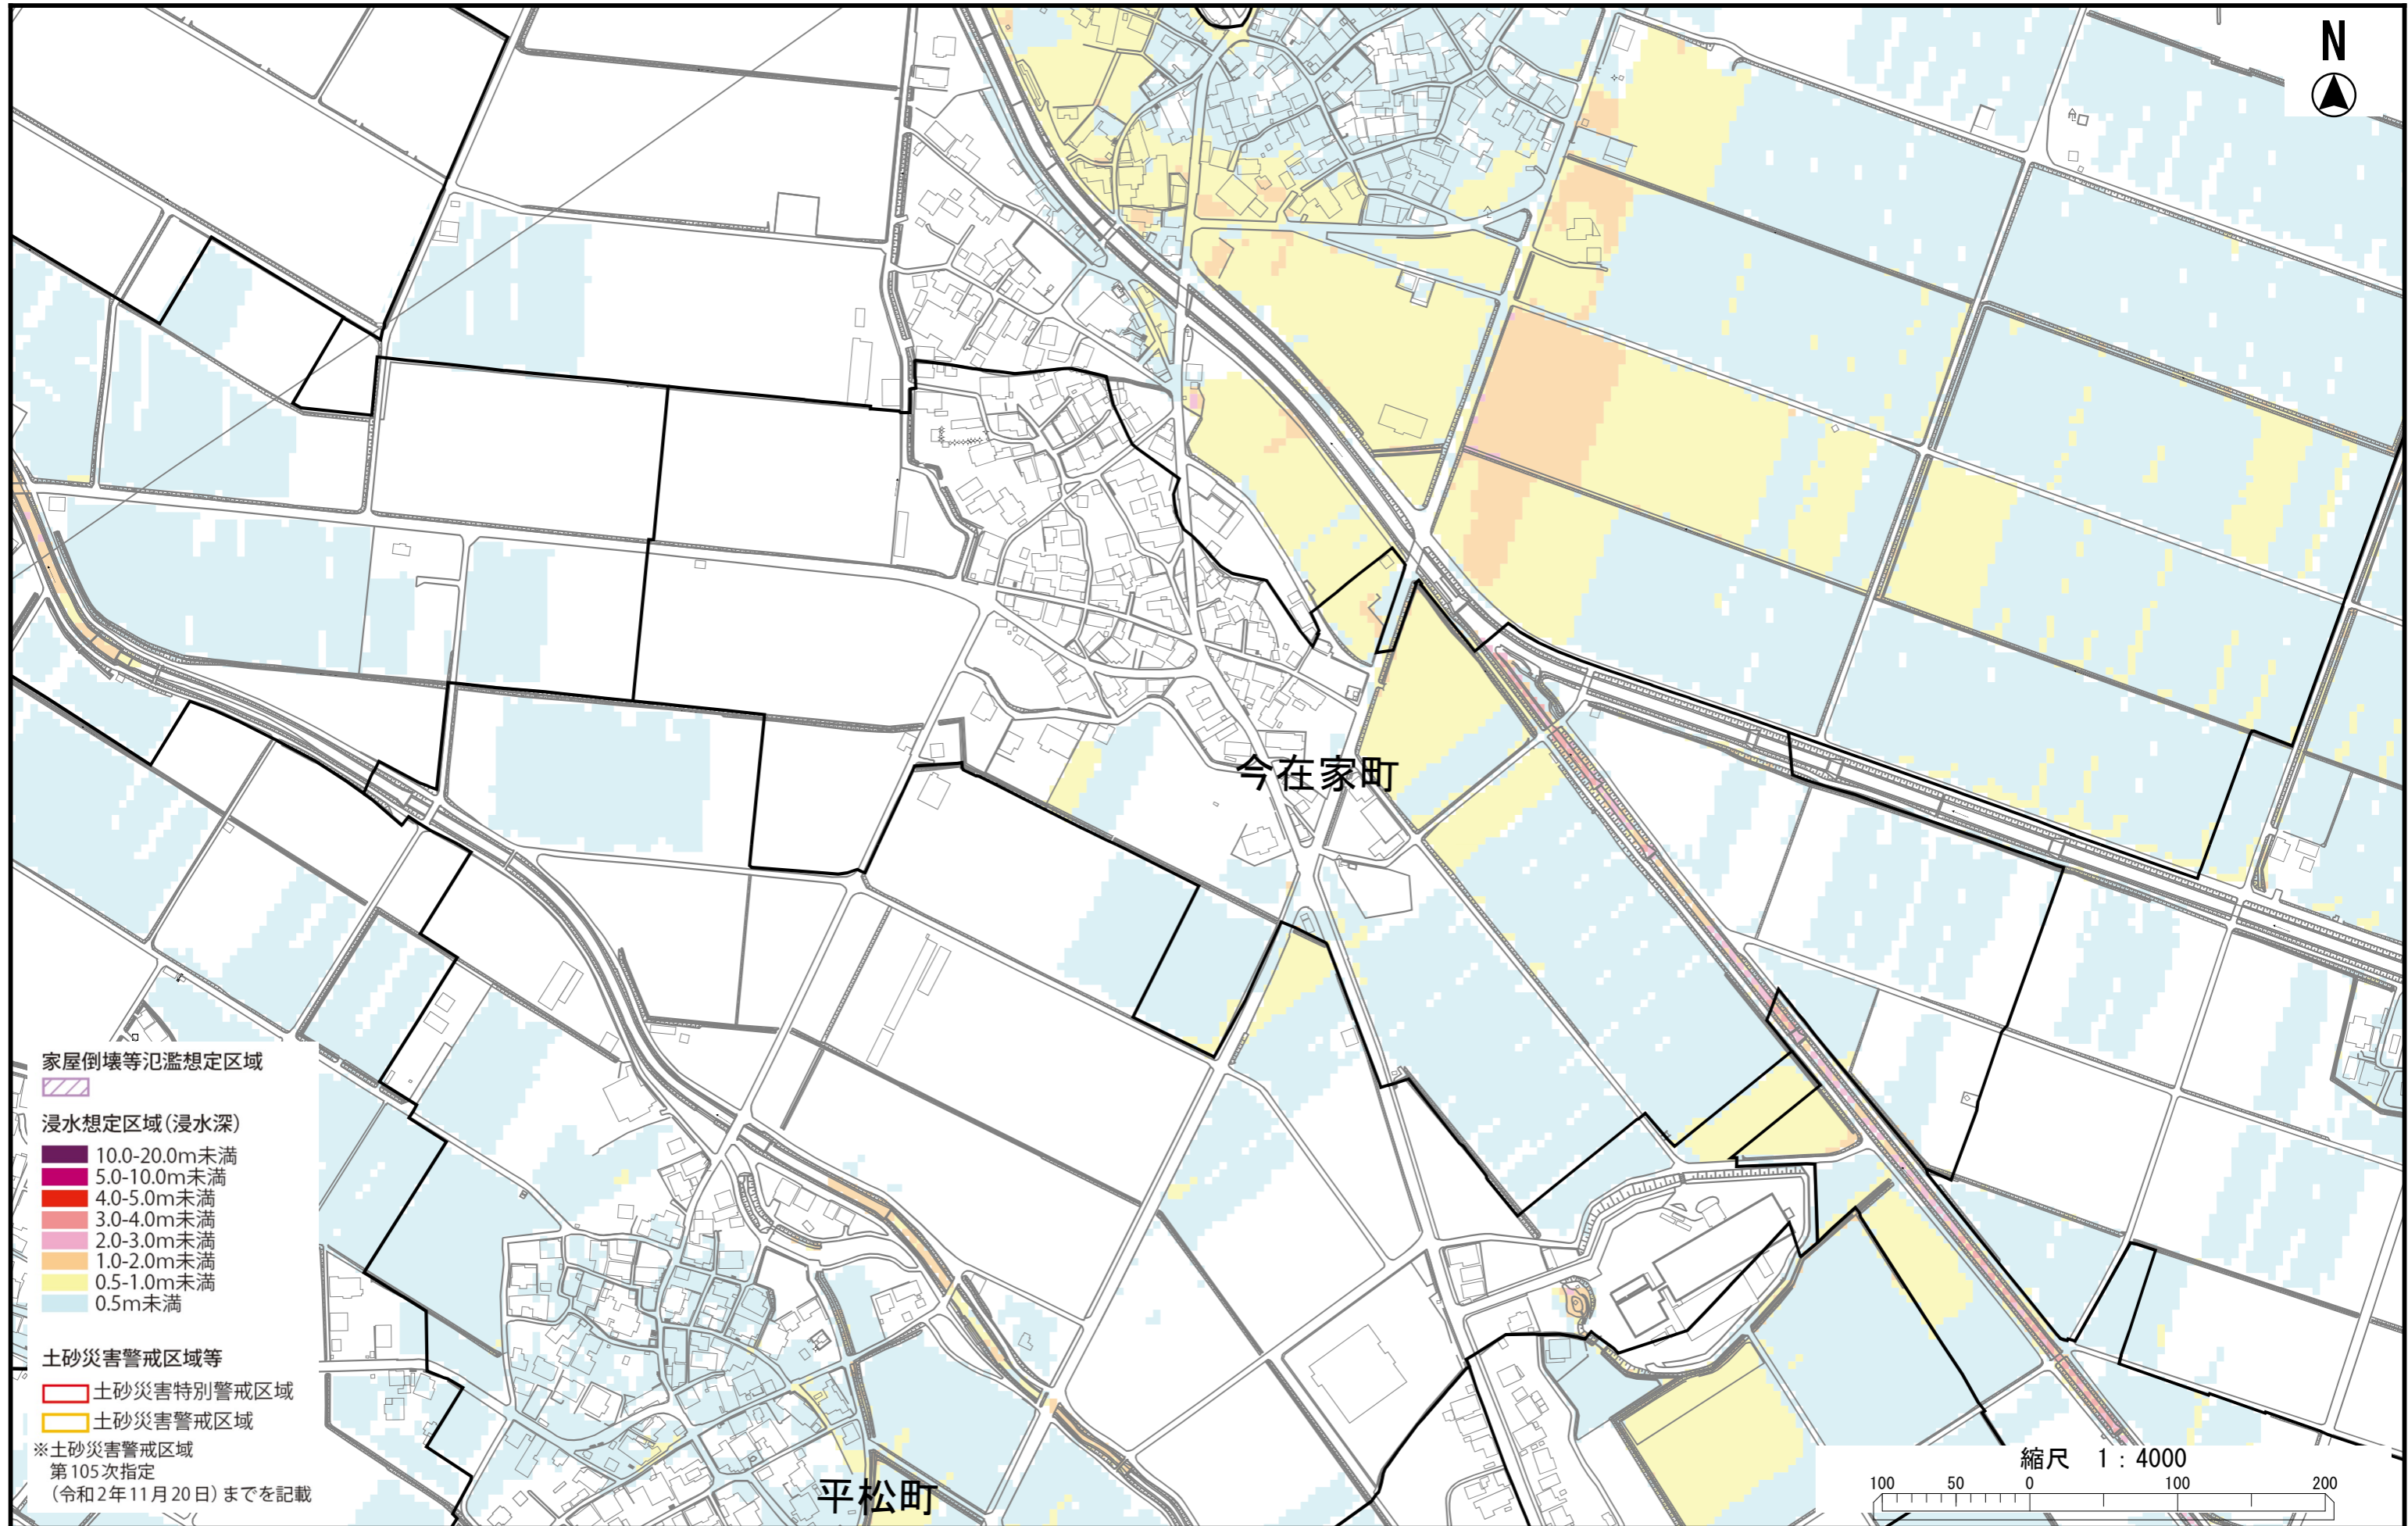 N
今在家町
家屋倒壊等氾濫想定区域
浸水想定区域(浸水深)
10.0-20.0m未満
5.0-10.0m未満
4.0-5.0m未満
3.0-4.0m未満
2.0-3.0m未満
1.0-2.0m未満
0.5-1.0m未満
0.5m未満
土砂災害警戒区域等
土砂災害特別警戒区域
土砂災害警戒区域
※土砂災害警戒区域
第105次指定
(令和2年11月20日)までを記載
平松町
縮尺 1:4000
100 50 0 100 200